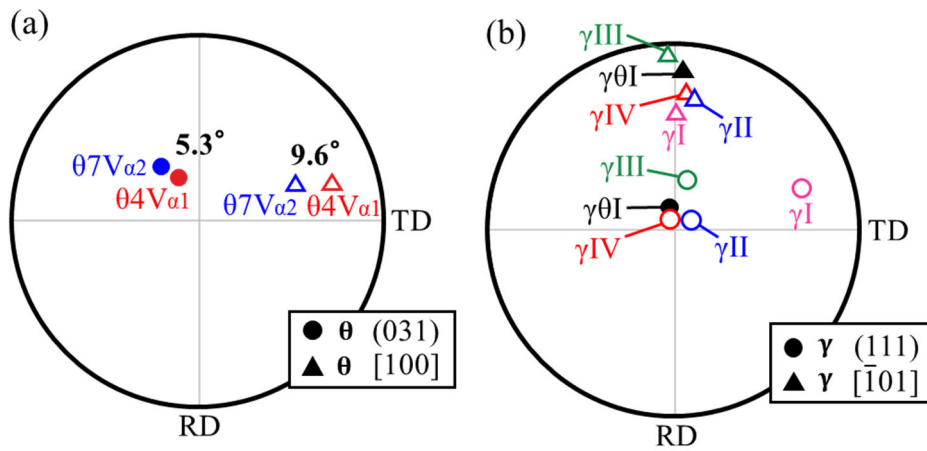 (a)
5.3°
9.6°
θ7Vα2
θ4Vα1
θ7Vα2 θ4Vα1
TD
● θ (031)
▲ θ [100]
RD
(b)
γIII
γθI
γIV
γII
γI
γIII
γθI
γI
γIV
γII
TD
● γ (111)
▲ γ [1̄01]
RD